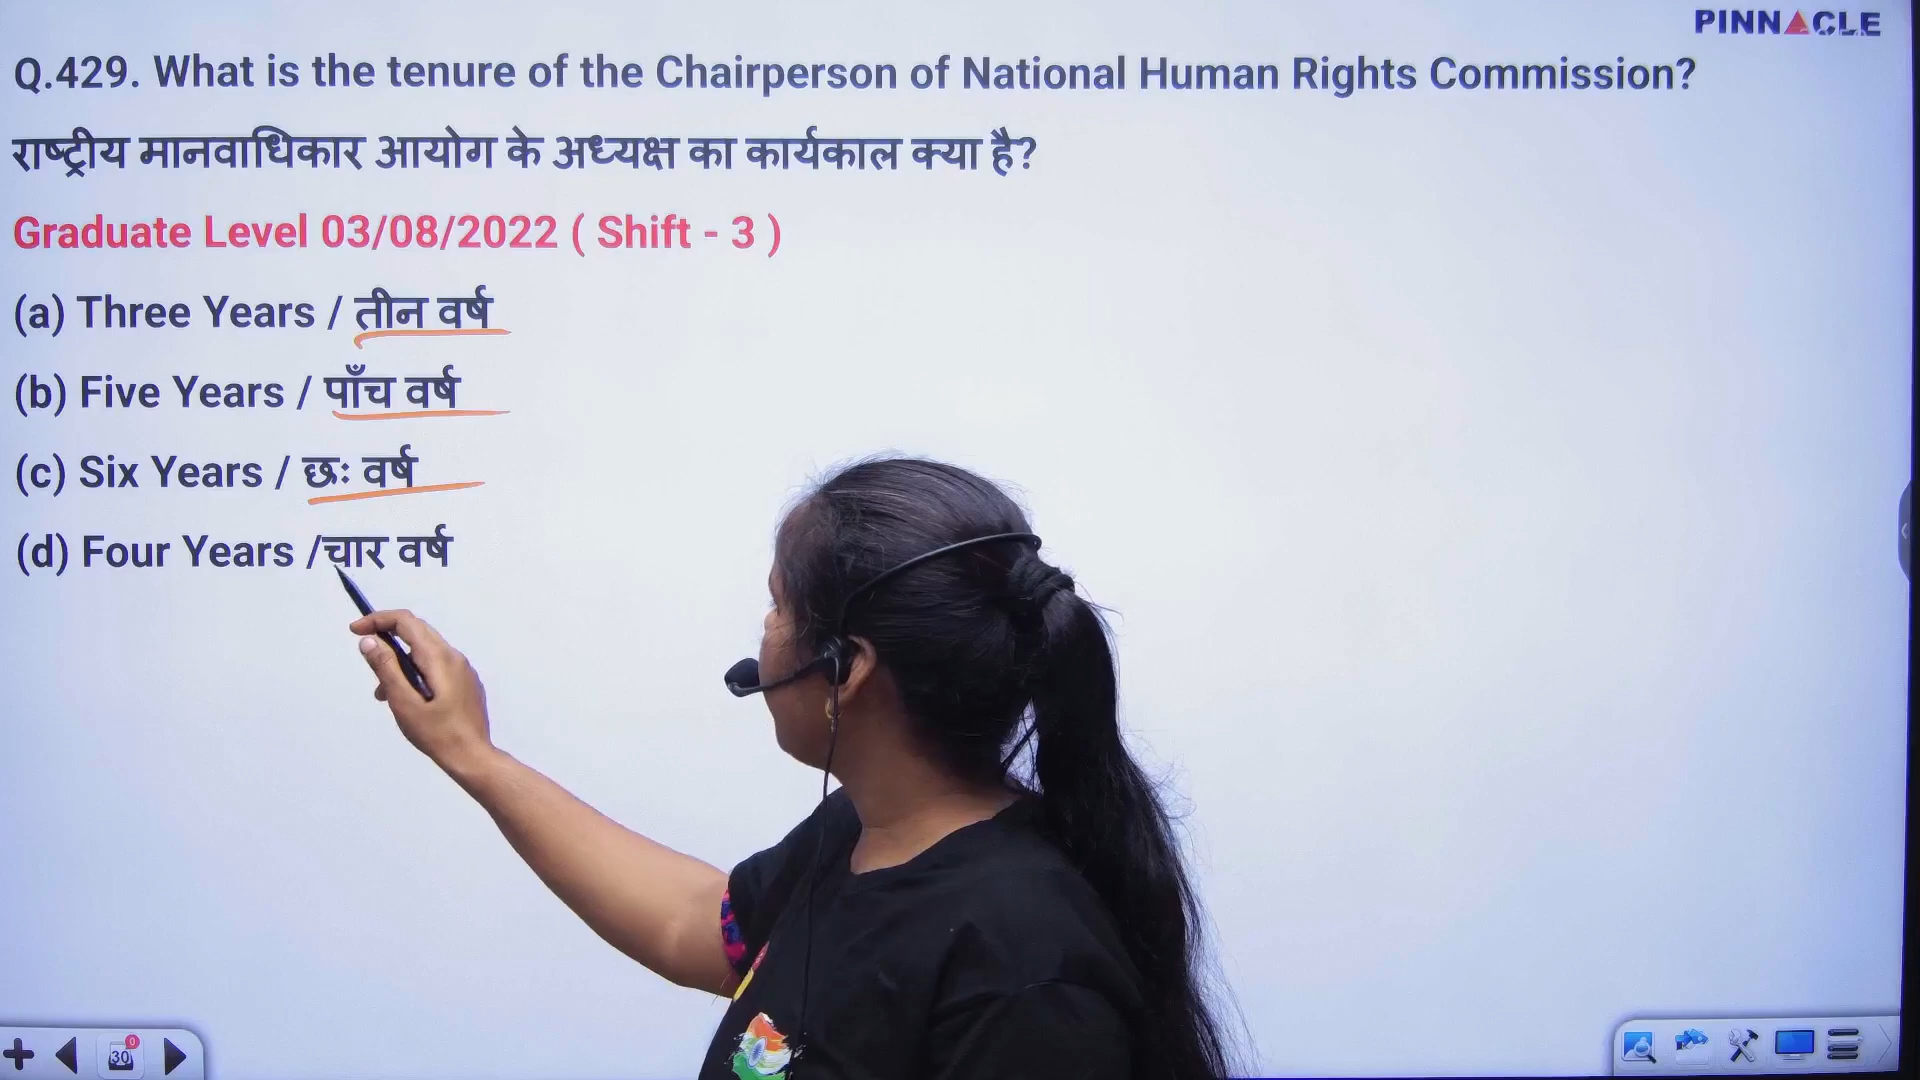 PINNACLE
Q.429. What is the tenure of the Chairperson of National Human Rights Commission?
राष्ट्रीय मानवाधिकार आयोग के अध्यक्ष का कार्यकाल क्या है?
Graduate Level 03/08/2022 ( Shift - 3 )
(a) Three Years / तीन वर्ष
(b) Five Years / पाँच वर्ष
(c) Six Years / छः वर्ष
(d) Four Years /चार वर्ष
30
0